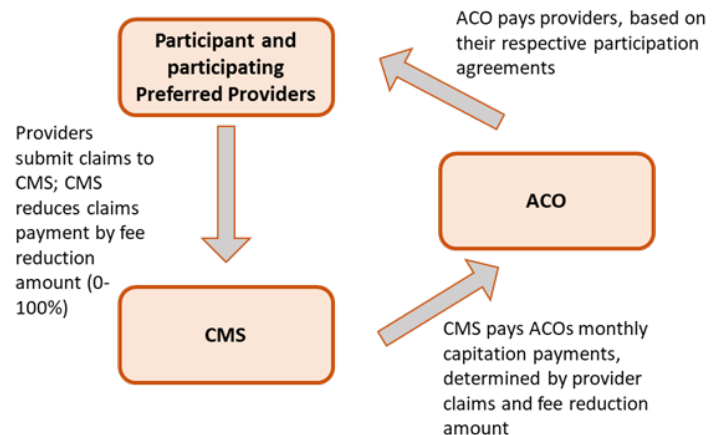 Participant and
participating
Preferred Providers
ACO pays providers, based on
their respective participation
agreements
Providers
submit claims to
CMS; CMS
reduces claims
payment by fee
reduction
amount (0-
100%)
ACO
CMS
CMS pays ACOs monthly
capitation payments,
determined by provider
claims and fee reduction
amount